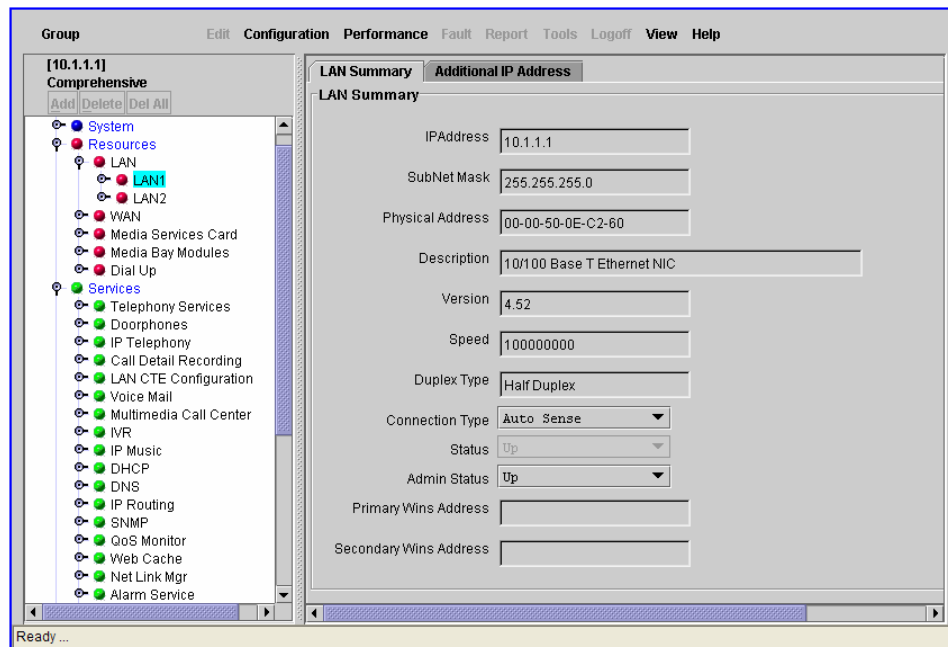 Group Edit Configuration Performance Fault Report Tools Logoff View Help
[10.1.1.1]
Comprehensive
Add Delete Del All
System
Resources
LAN
LAN1
LAN2
WAN
Media Services Card
Media Bay Modules
Dial Up
Services
Telephony Services
Doorphones
IP Telephony
Call Detail Recording
LAN CTE Configuration
Voice Mail
Multimedia Call Center
IVR
IP Music
DHCP
DNS
IP Routing
SNMP
QoS Monitor
Web Cache
Net Link Mgr
Alarm Service
LAN Summary Additional IP Address
LAN Summary
IPAddress 10.1.1.1
SubNet Mask 255.255.255.0
Physical Address 00-00-50-0E-C2-60
Description 10/100 Base T Ethernet NIC
Version 4.52
Speed 100000000
Duplex Type Half Duplex
Connection Type Auto Sense
Status Up
Admin Status Up
Primary Wins Address
Secondary Wins Address
Ready ...